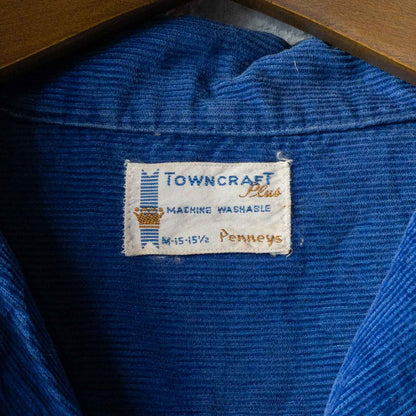 TOWNCRAFT
Plus
MACHINE WASHABLE
M-15-15½ Penneys